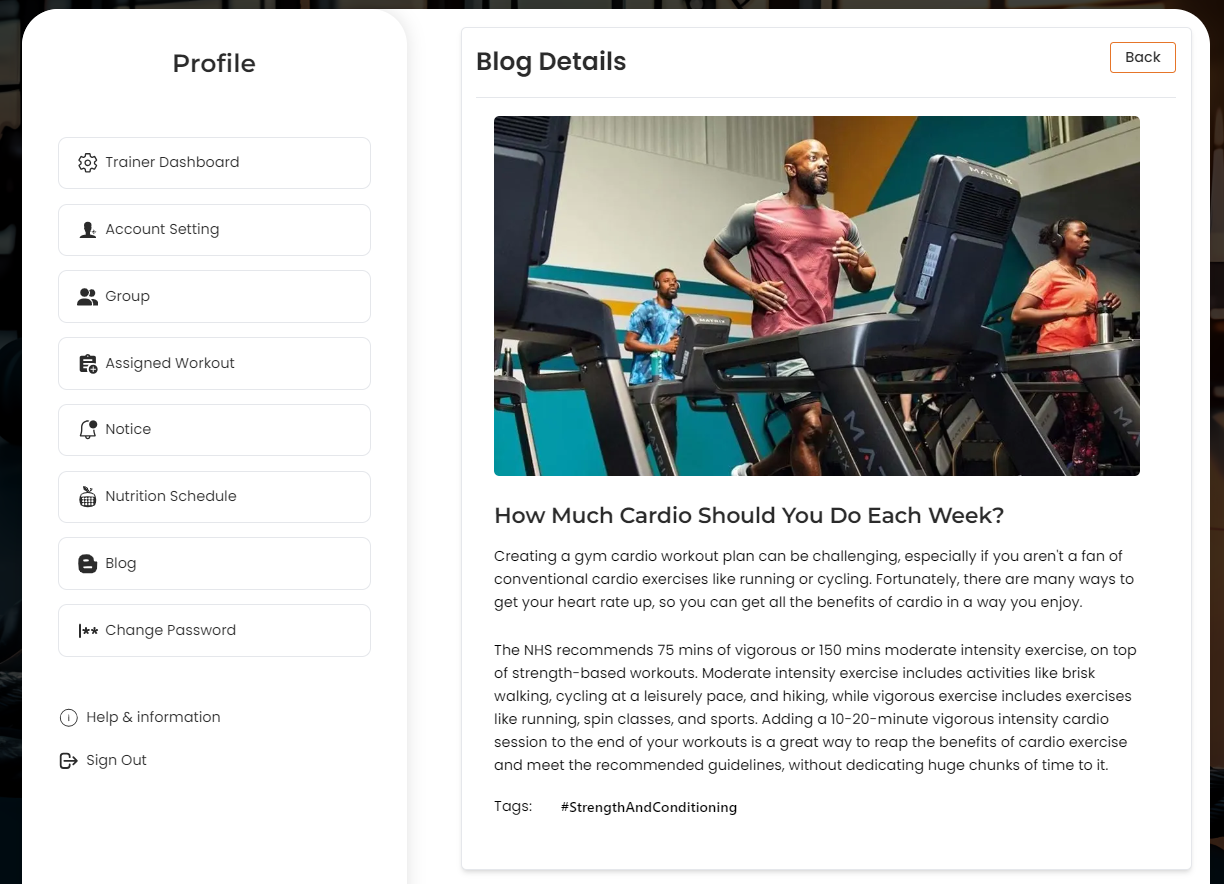 Profile
Trainer Dashboard
Account Setting
Group
Assigned Workout
Notice
Nutrition Schedule
Blog
Change Password
Help & information
Sign Out
Blog Details
Back
MATRIX
MATRIX
MATRIX
MATRIX
MA
MA
How Much Cardio Should You Do Each Week?
Creating a gym cardio workout plan can be challenging, especially if you aren't a fan of
conventional cardio exercises like running or cycling. Fortunately, there are many ways to
get your heart rate up, so you can get all the benefits of cardio in a way you enjoy.
The NHS recommends 75 mins of vigorous or 150 mins moderate intensity exercise, on top
of strength-based workouts. Moderate intensity exercise includes activities like brisk
walking, cycling at a leisurely pace, and hiking, while vigorous exercise includes exercises
like running, spin classes, and sports. Adding a 10-20-minute vigorous intensity cardio
session to the end of your workouts is a great way to reap the benefits of cardio exercise
and meet the recommended guidelines, without dedicating huge chunks of time to it.
Tags: #StrengthAndConditioning